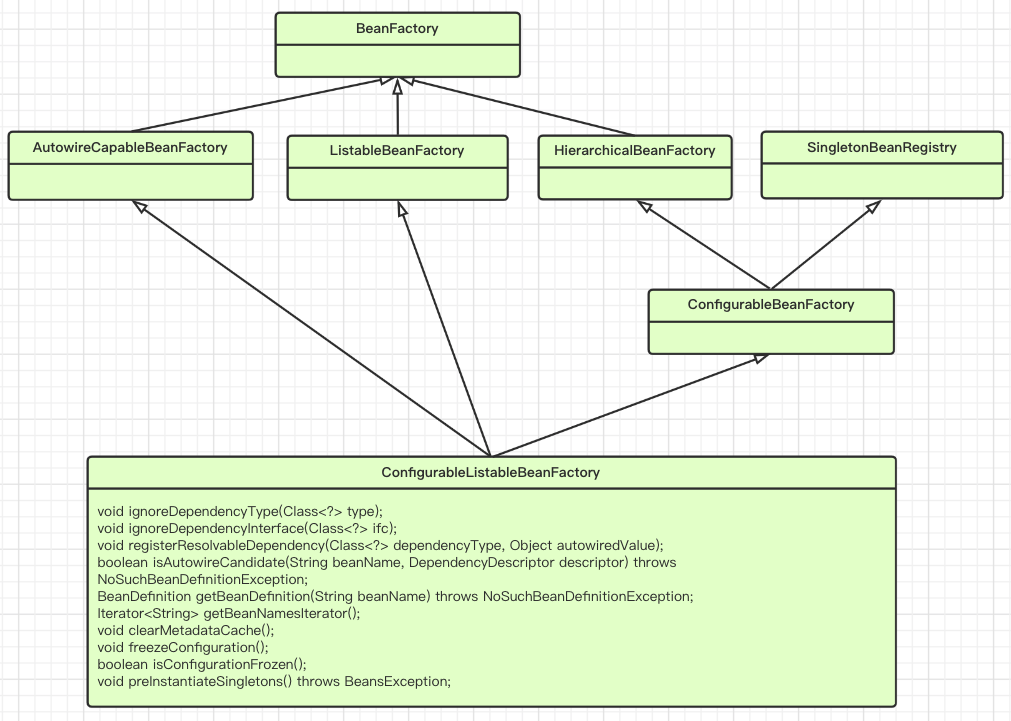 BeanFactory
AutowireCapableBeanFactory
ListableBeanFactory
HierarchicalBeanFactory
SingletonBeanRegistry
ConfigurableBeanFactory
ConfigurableListableBeanFactory
void ignoreDependencyType(Class<?> type);
void ignoreDependencyInterface(Class<?> ifc);
void registerResolvableDependency(Class<?> dependencyType, Object autowiredValue);
boolean isAutowireCandidate(String beanName, DependencyDescriptor descriptor) throws
NoSuchBeanDefinitionException;
BeanDefinition getBeanDefinition(String beanName) throws NoSuchBeanDefinitionException;
Iterator<String> getBeanNamesIterator();
void clearMetadataCache();
void freezeConfiguration();
boolean isConfigurationFrozen();
void preInstantiateSingletons() throws BeansException;